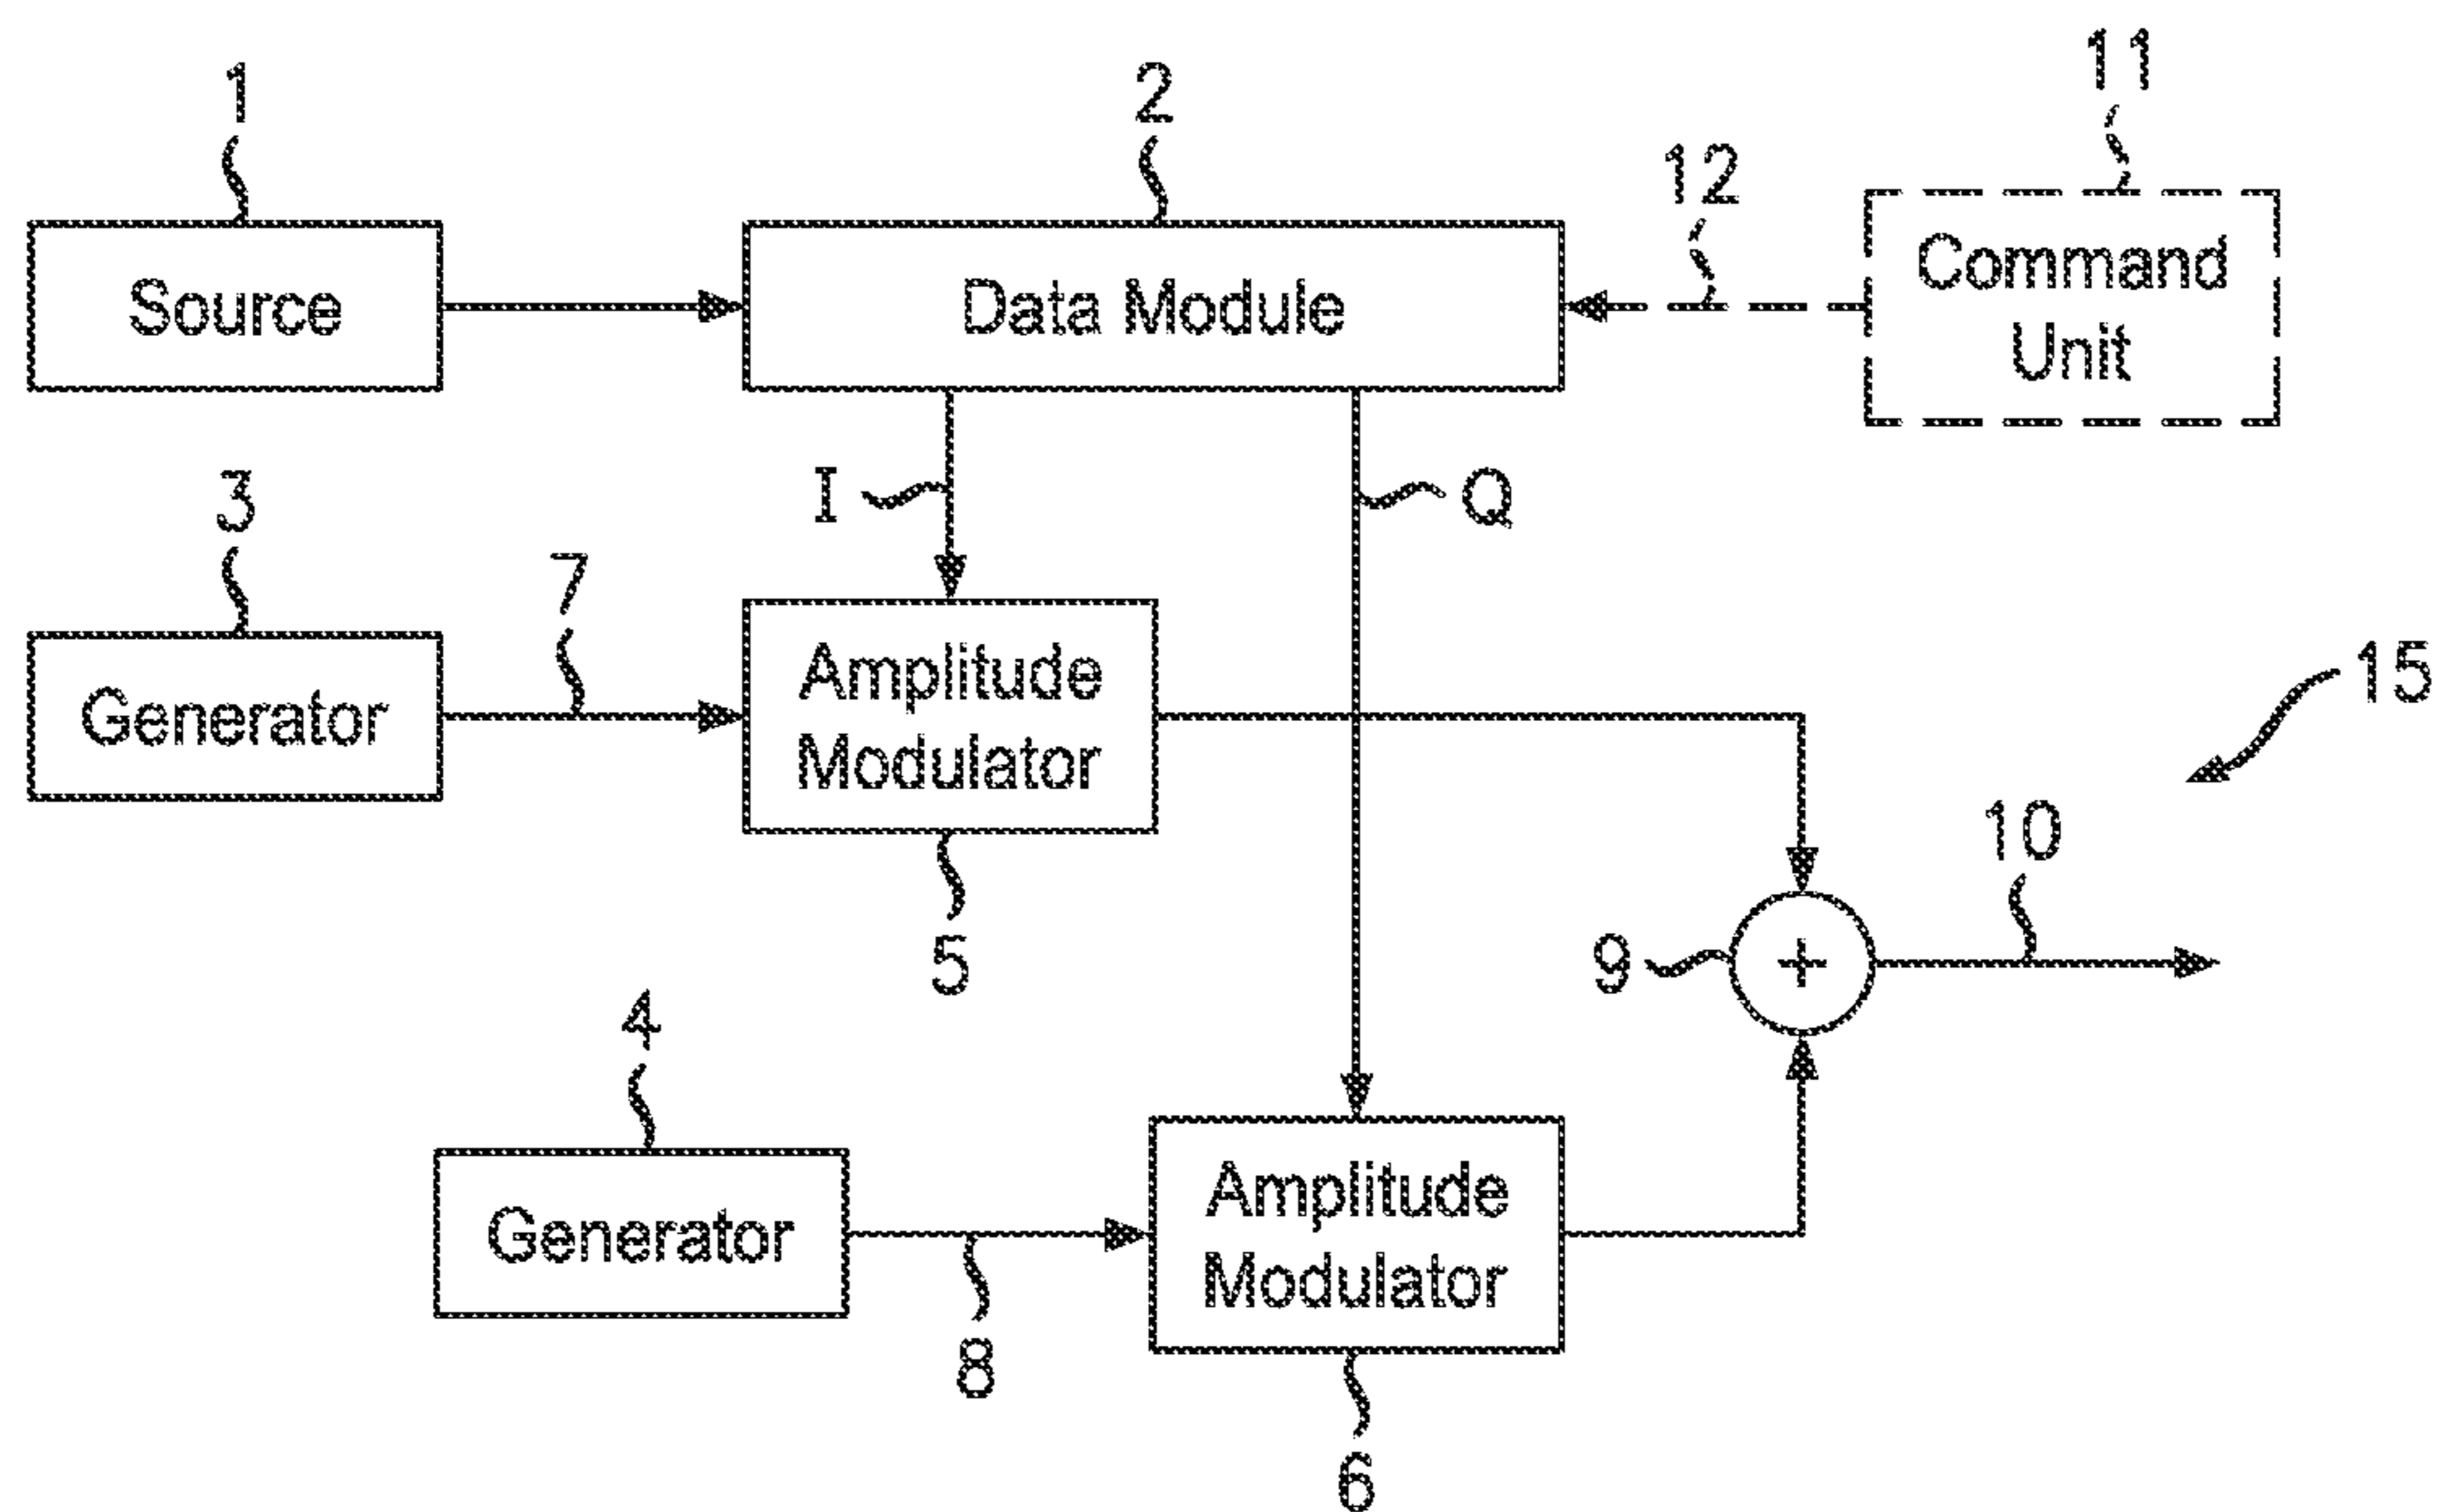 1
2
11
12
Source
Data Module
Command
Unit
I
Q
3
7
Generator
Amplitude
Modulator
15
10
5
9
+
4
Generator
8
Amplitude
Modulator
6